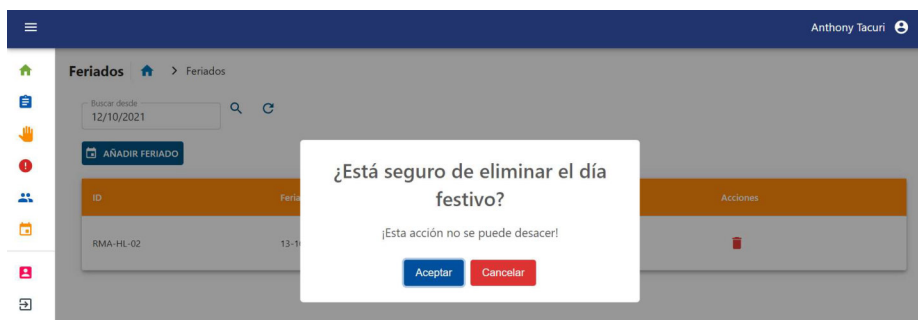 Anthony Tacuri
Feriados > Feriados
Buscar desde
12/10/2021
AÑADIR FERIADO
¿Está seguro de eliminar el día
festivo?
¡Esta acción no se puede desacer!
Aceptar Cancelar
ID Acciones
RMA-HL-02